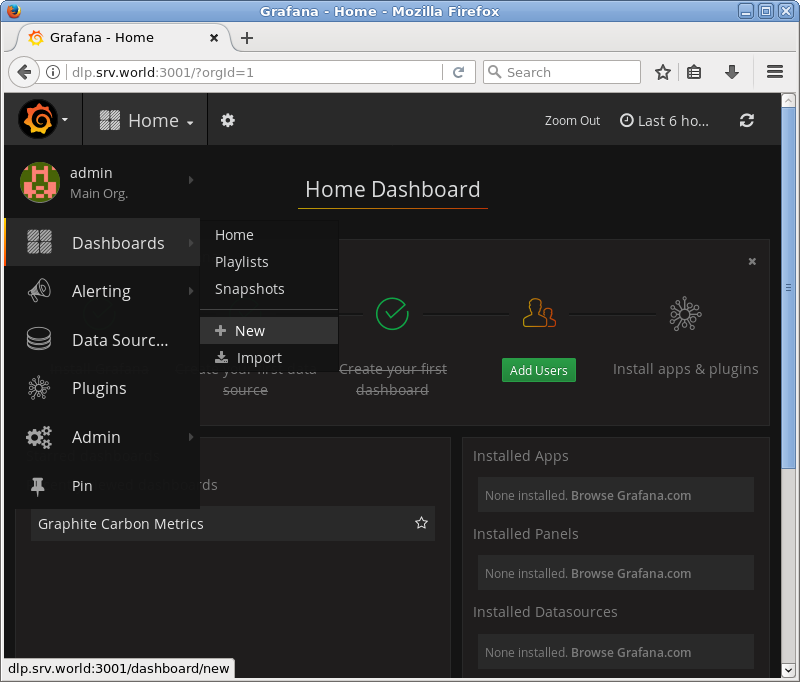 Grafana - Home - Mozilla Firefox
Grafana - Home
dlp.srv.world:3001/?orgId=1
Search
Home
Zoom Out
Last 6 ho...
admin
Main Org.
Home Dashboard
Dashboards
Home
Playlists
Snapshots
New
Import
Alerting
Data Sourc...
Plugins
Admin
Pin
your first data
source
Create your first
dashboard
Add Users
Install apps & plugins
Graphite Carbon Metrics
Installed Apps
None installed. Browse Grafana.com
Installed Panels
None installed. Browse Grafana.com
Installed Datasources
None installed. Browse Grafana.com
dlp.srv.world:3001/dashboard/new